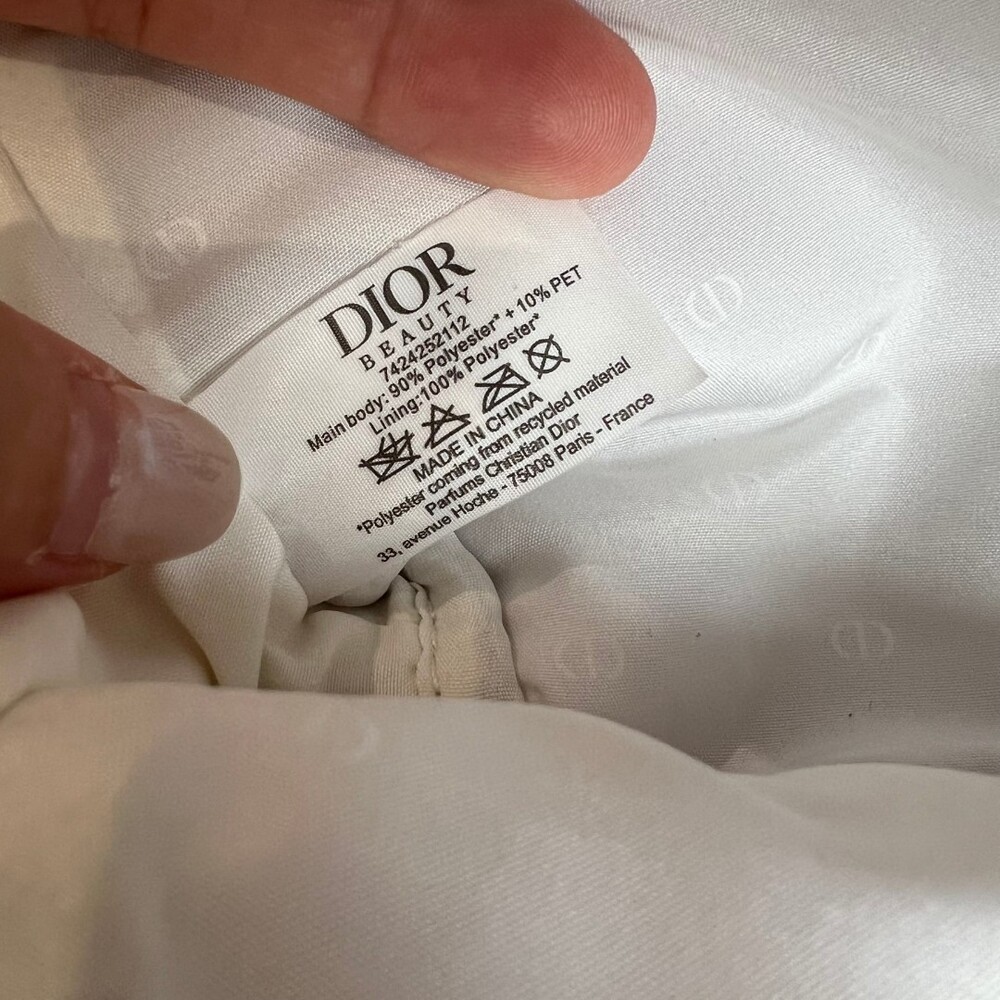 DIOR
BEAUTY
7424252112
Main body: 90% Polyester* + 10% PET
Lining:100% Polyester*
MADE IN CHINA
*Polyester coming from recycled material
Parfums Christian Dior
33, avenue Hoche - 75008 Paris - France